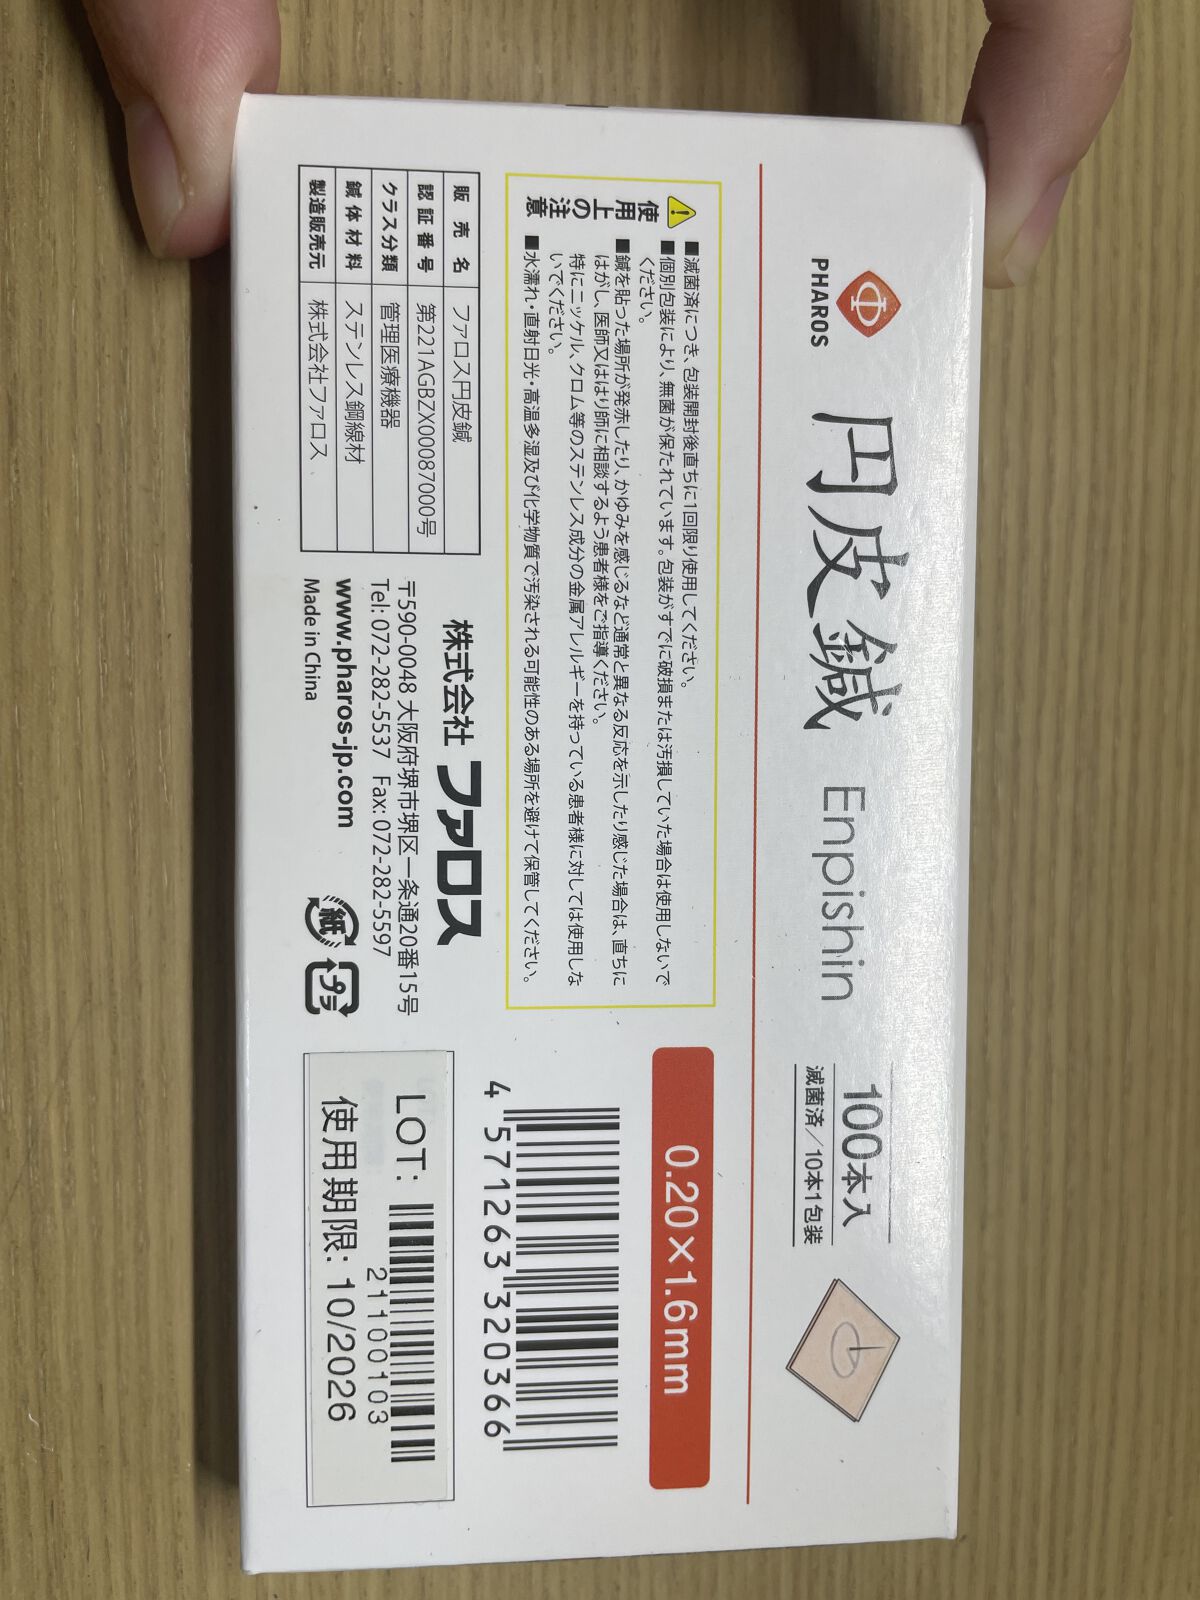 PHAROS
円皮鍼 Enpishin
100本入
滅菌済/10本1包装
使用上の注意
■滅菌済につき、包装開封後直ちに1回限り使用してください。
■個別包装により、無菌が保たれています。包装がすでに破損または汚損していた場合は使用しないで
ください。
■鍼を貼った場所が発赤したり、かゆみを感じるなど通常と異なる反応を示したり感じた場合は、直ちに
はがし、医師又ははり師に相談するよう患者様をご指導ください。
特にニッケル、クロム等のステンレス成分の金属アレルギーを持っている患者様に対しては使用しな
いでください。
■水濡れ・直射日光・高温多湿及び化学物質で汚染される可能性のある場所を避けて保管してください。
0.20×1.6mm
4 571263 320366
販売名 ファロス円皮鍼
認証番号 第221AGBZX00087000号
クラス分類 管理医療機器
鍼体材料 ステンレス鋼線材
製造販売元 株式会社ファロス
株式会社 ファロス
〒590-0048 大阪府堺市堺区一条通20番15号
Tel: 072-282-5537 Fax: 072-282-5597
www.pharos-jp.com
Made in China
紙
プラ
LOT:
21100103
使用期限: 10/2026